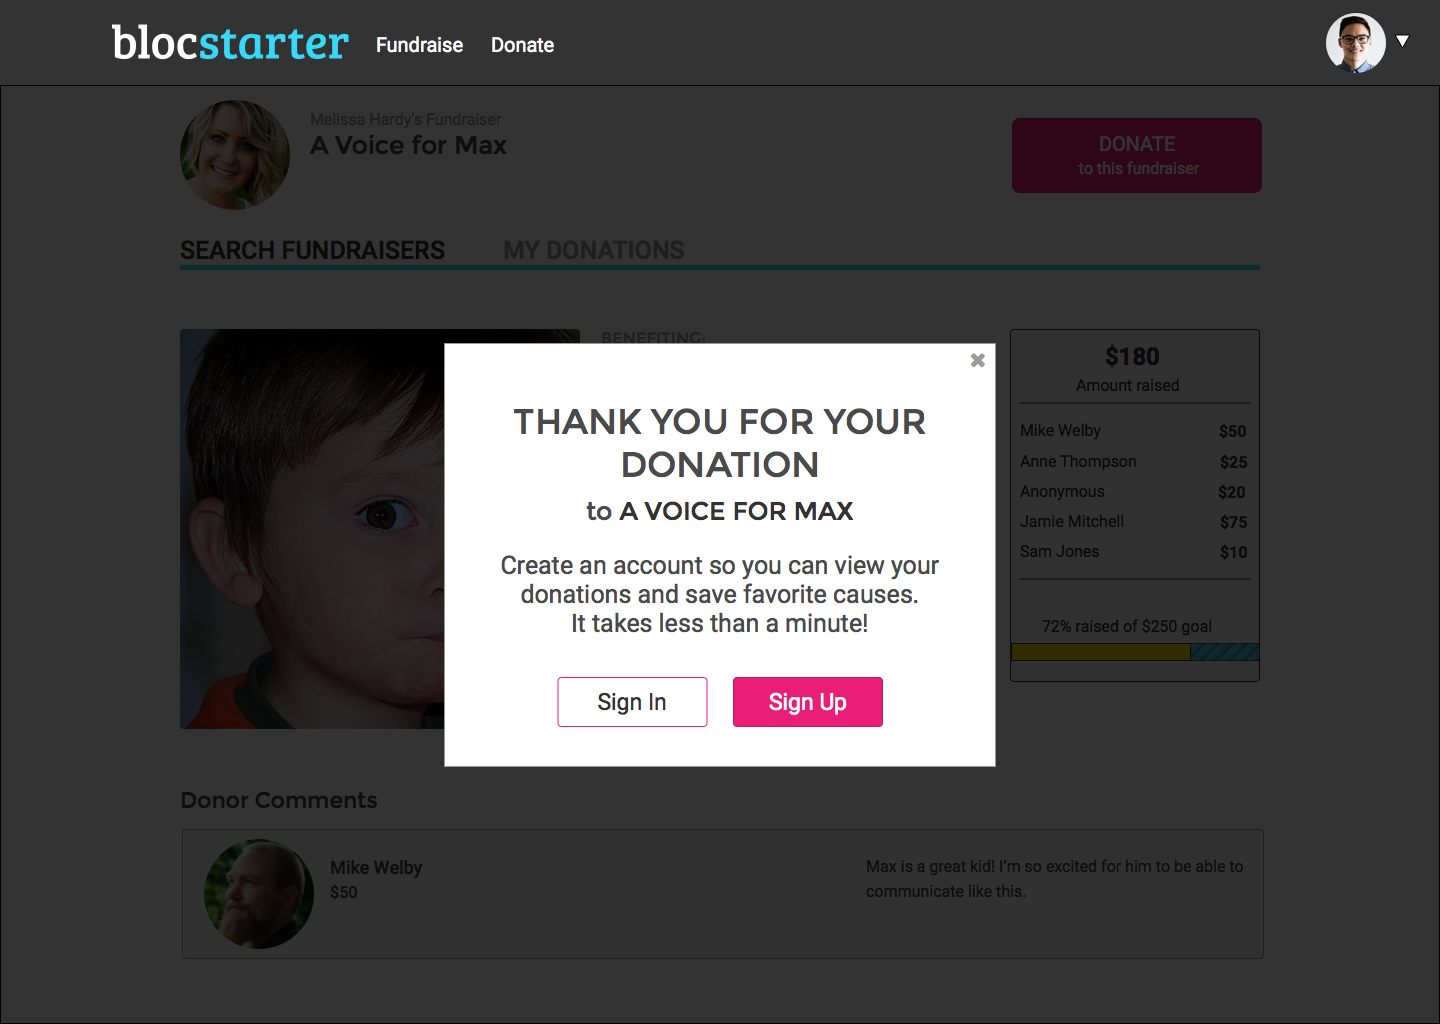 blocstarter Fundraise Donate
Melissa Hardy's Fundraiser
A Voice for Max
DONATE
to this fundraiser
SEARCH FUNDRAISERS MY DONATIONS
BENEFITING:
THANK YOU FOR YOUR
DONATION
to A VOICE FOR MAX
Create an account so you can view your
donations and save favorite causes.
It takes less than a minute!
Sign In Sign Up
$180
Amount raised
Mike Welby $50
Anne Thompson $25
Anonymous $20
Jamie Mitchell $75
Sam Jones $10
72% raised of $250 goal
Donor Comments
Mike Welby
$50
Max is a great kid! I'm so excited for him to be able to
communicate like this.